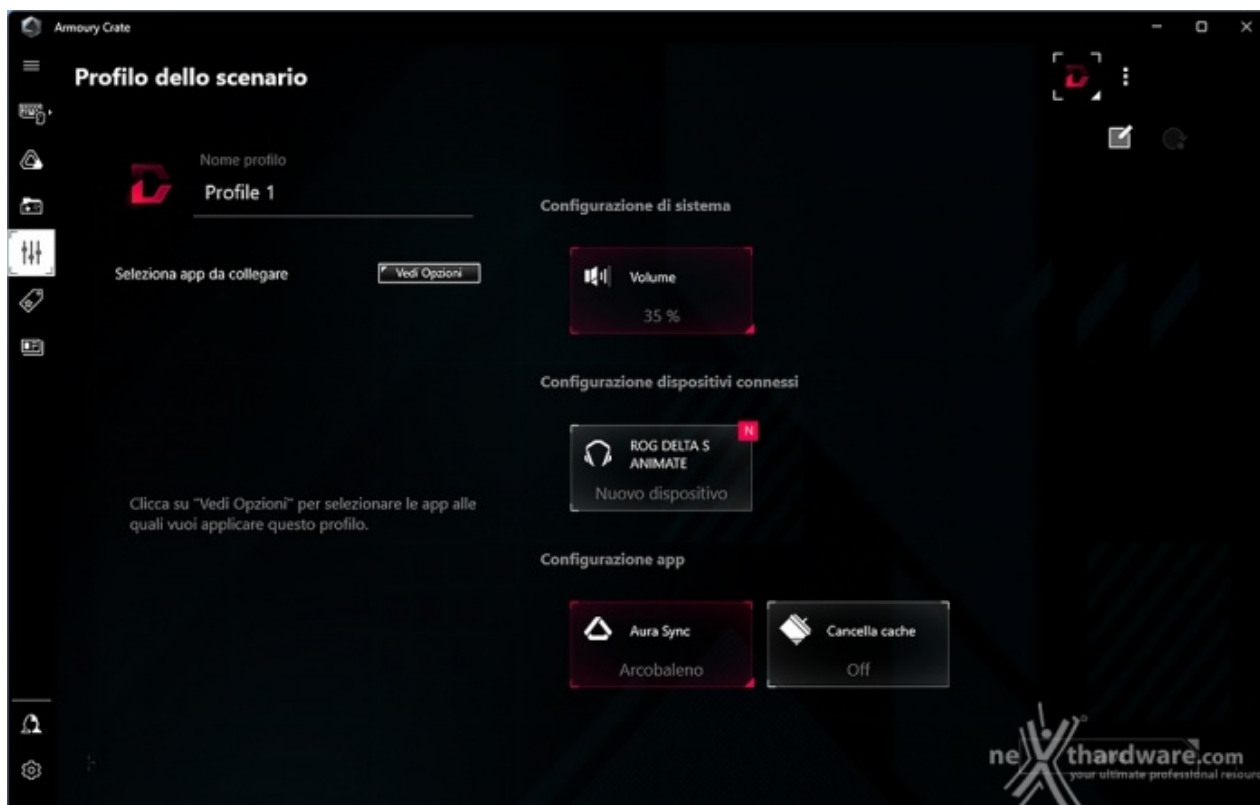 Armoury Crate
Profilo dello scenario
Nome profilo
Profile 1
Seleziona app da collegare
Vedi Opzioni
Clicca su "Vedi Opzioni" per selezionare le app alle
quali vuoi applicare questo profilo.
Configurazione di sistema
Volume
35 %
Configurazione dispositivi connessi
N
ROG DELTA S
ANIMATE
Nuovo dispositivo
Configurazione app
Aura Sync
Arcobaleno
Cancella cache
Off
nexthardware.com
your ultimate professional resourc